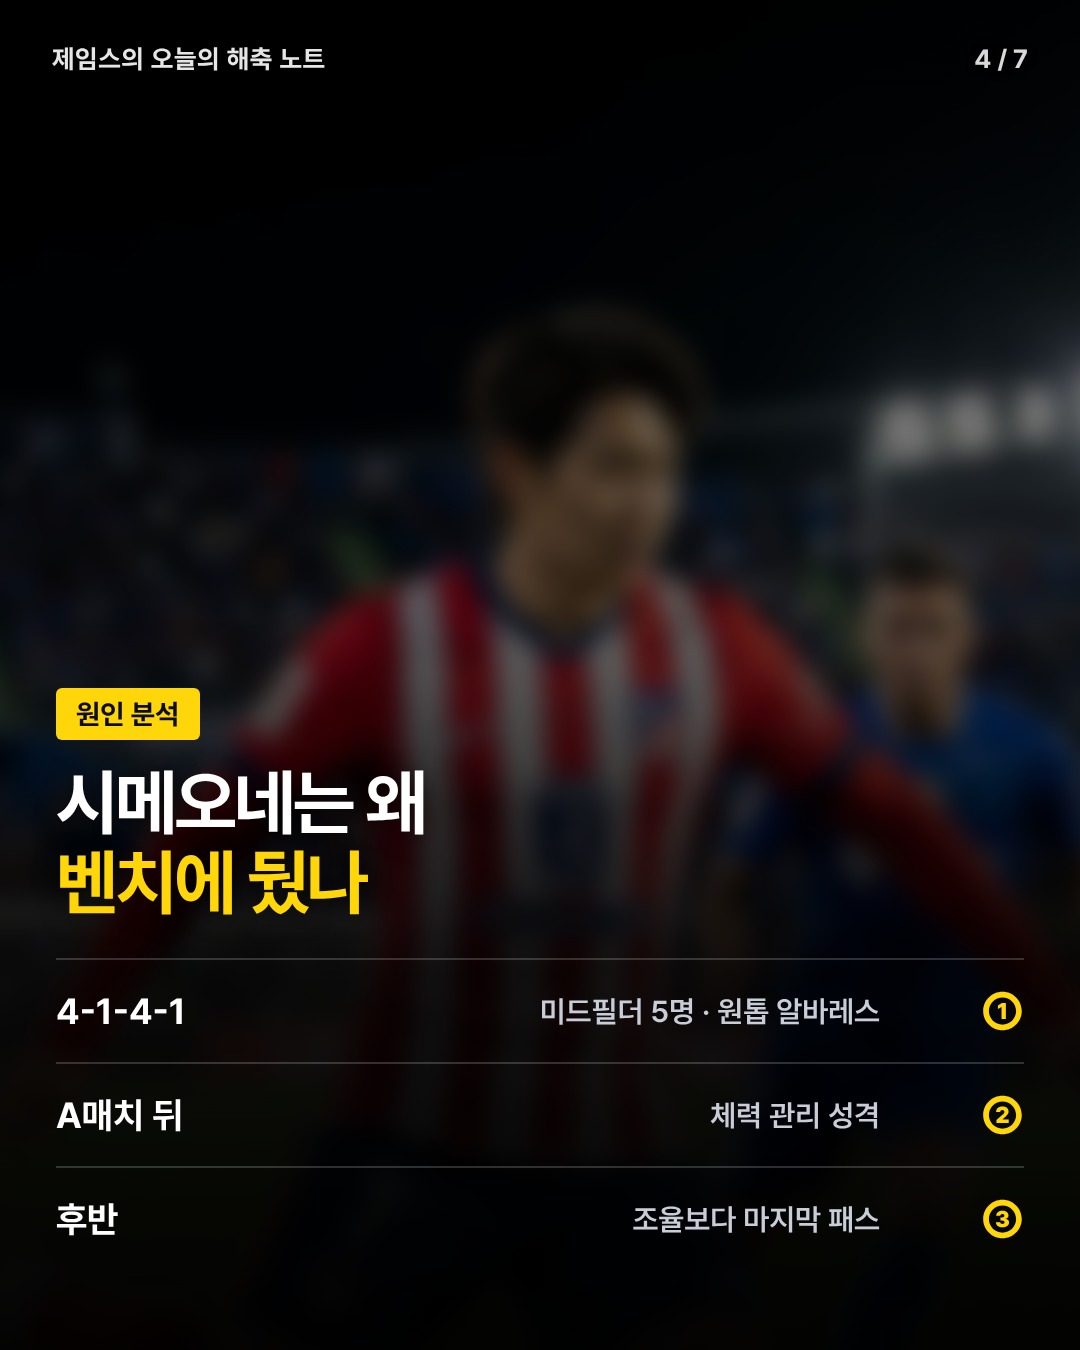 제임스의 오늘의 해축 노트
4 / 7
원인 분석
시메오네는 왜
벤치에 뒀나
4-1-4-1 미드필더 5명 · 원톱 알바레스 ①
A매치 뒤 체력 관리 성격 ②
후반 조율보다 마지막 패스 ③